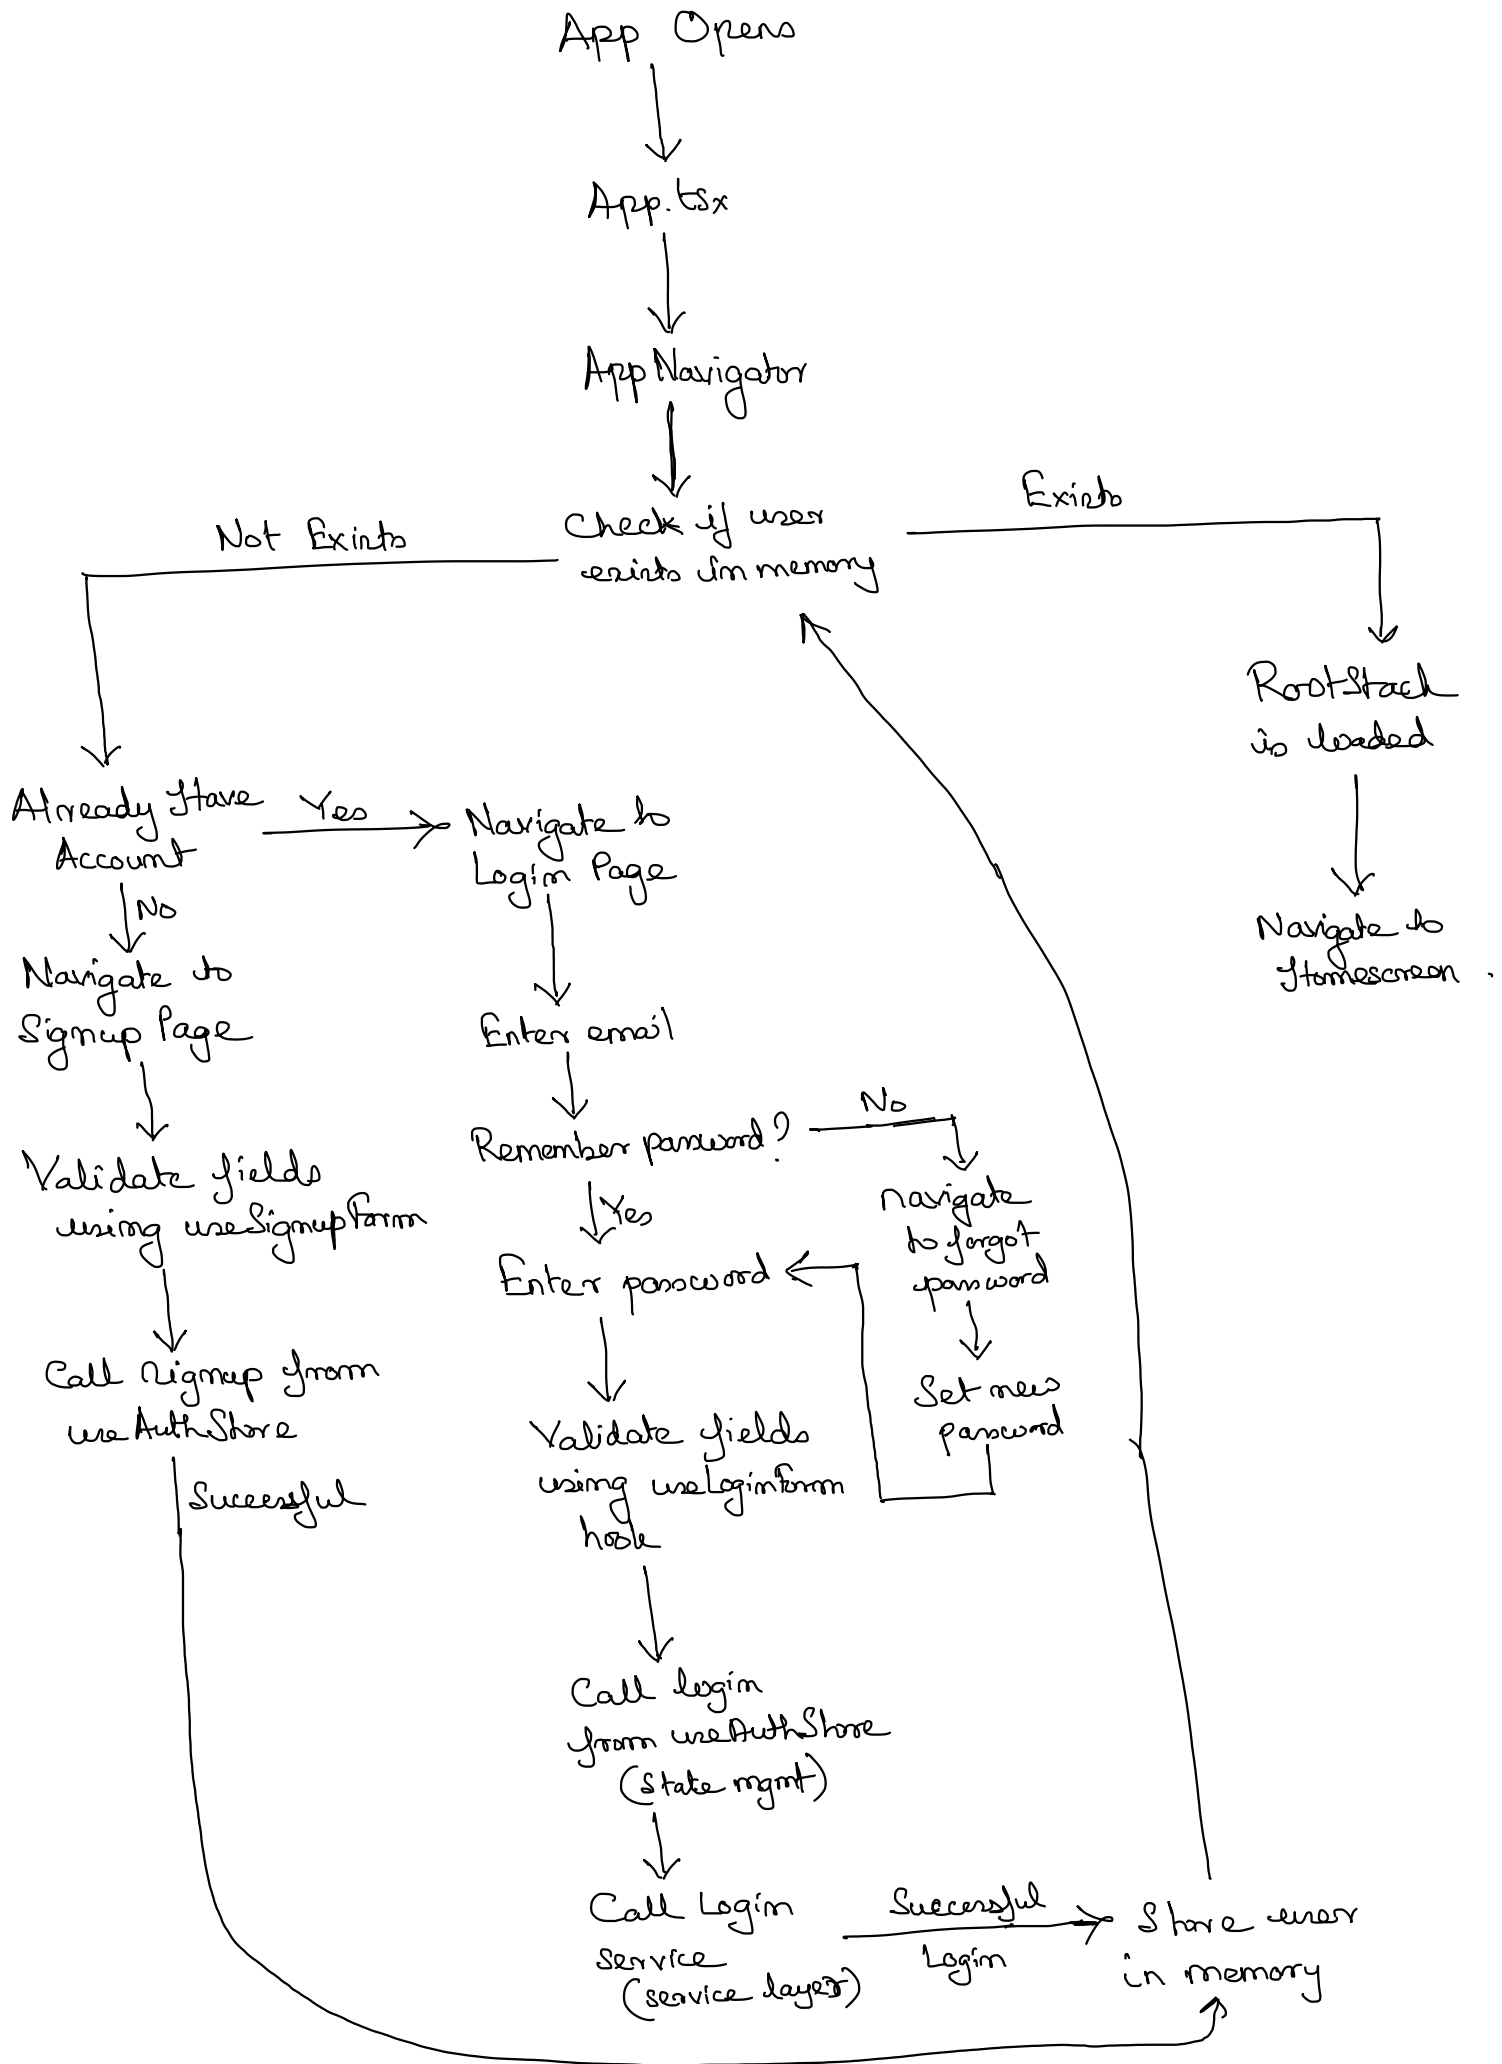 App Opens
App.tsx
AppNavigator
Check if user
exists in memory
Not Exists
Exists
RootStack
is loaded
Navigate to
Homescreen.
Already Have
Account
Yes
No
Navigate to
Signup Page
Validate fields
using useSignupForm
Call signup from
useAuthStore
Successful
Navigate to
Login Page
Enter email
Remember password?
No
Yes
navigate
to forgot
password
Set new
password
Enter password
Validate fields
using useLoginForm
hook
Call login
from useAuthStore
(State mgmt)
Call Login
service
(service layer)
Successful
Login
Store user
in memory